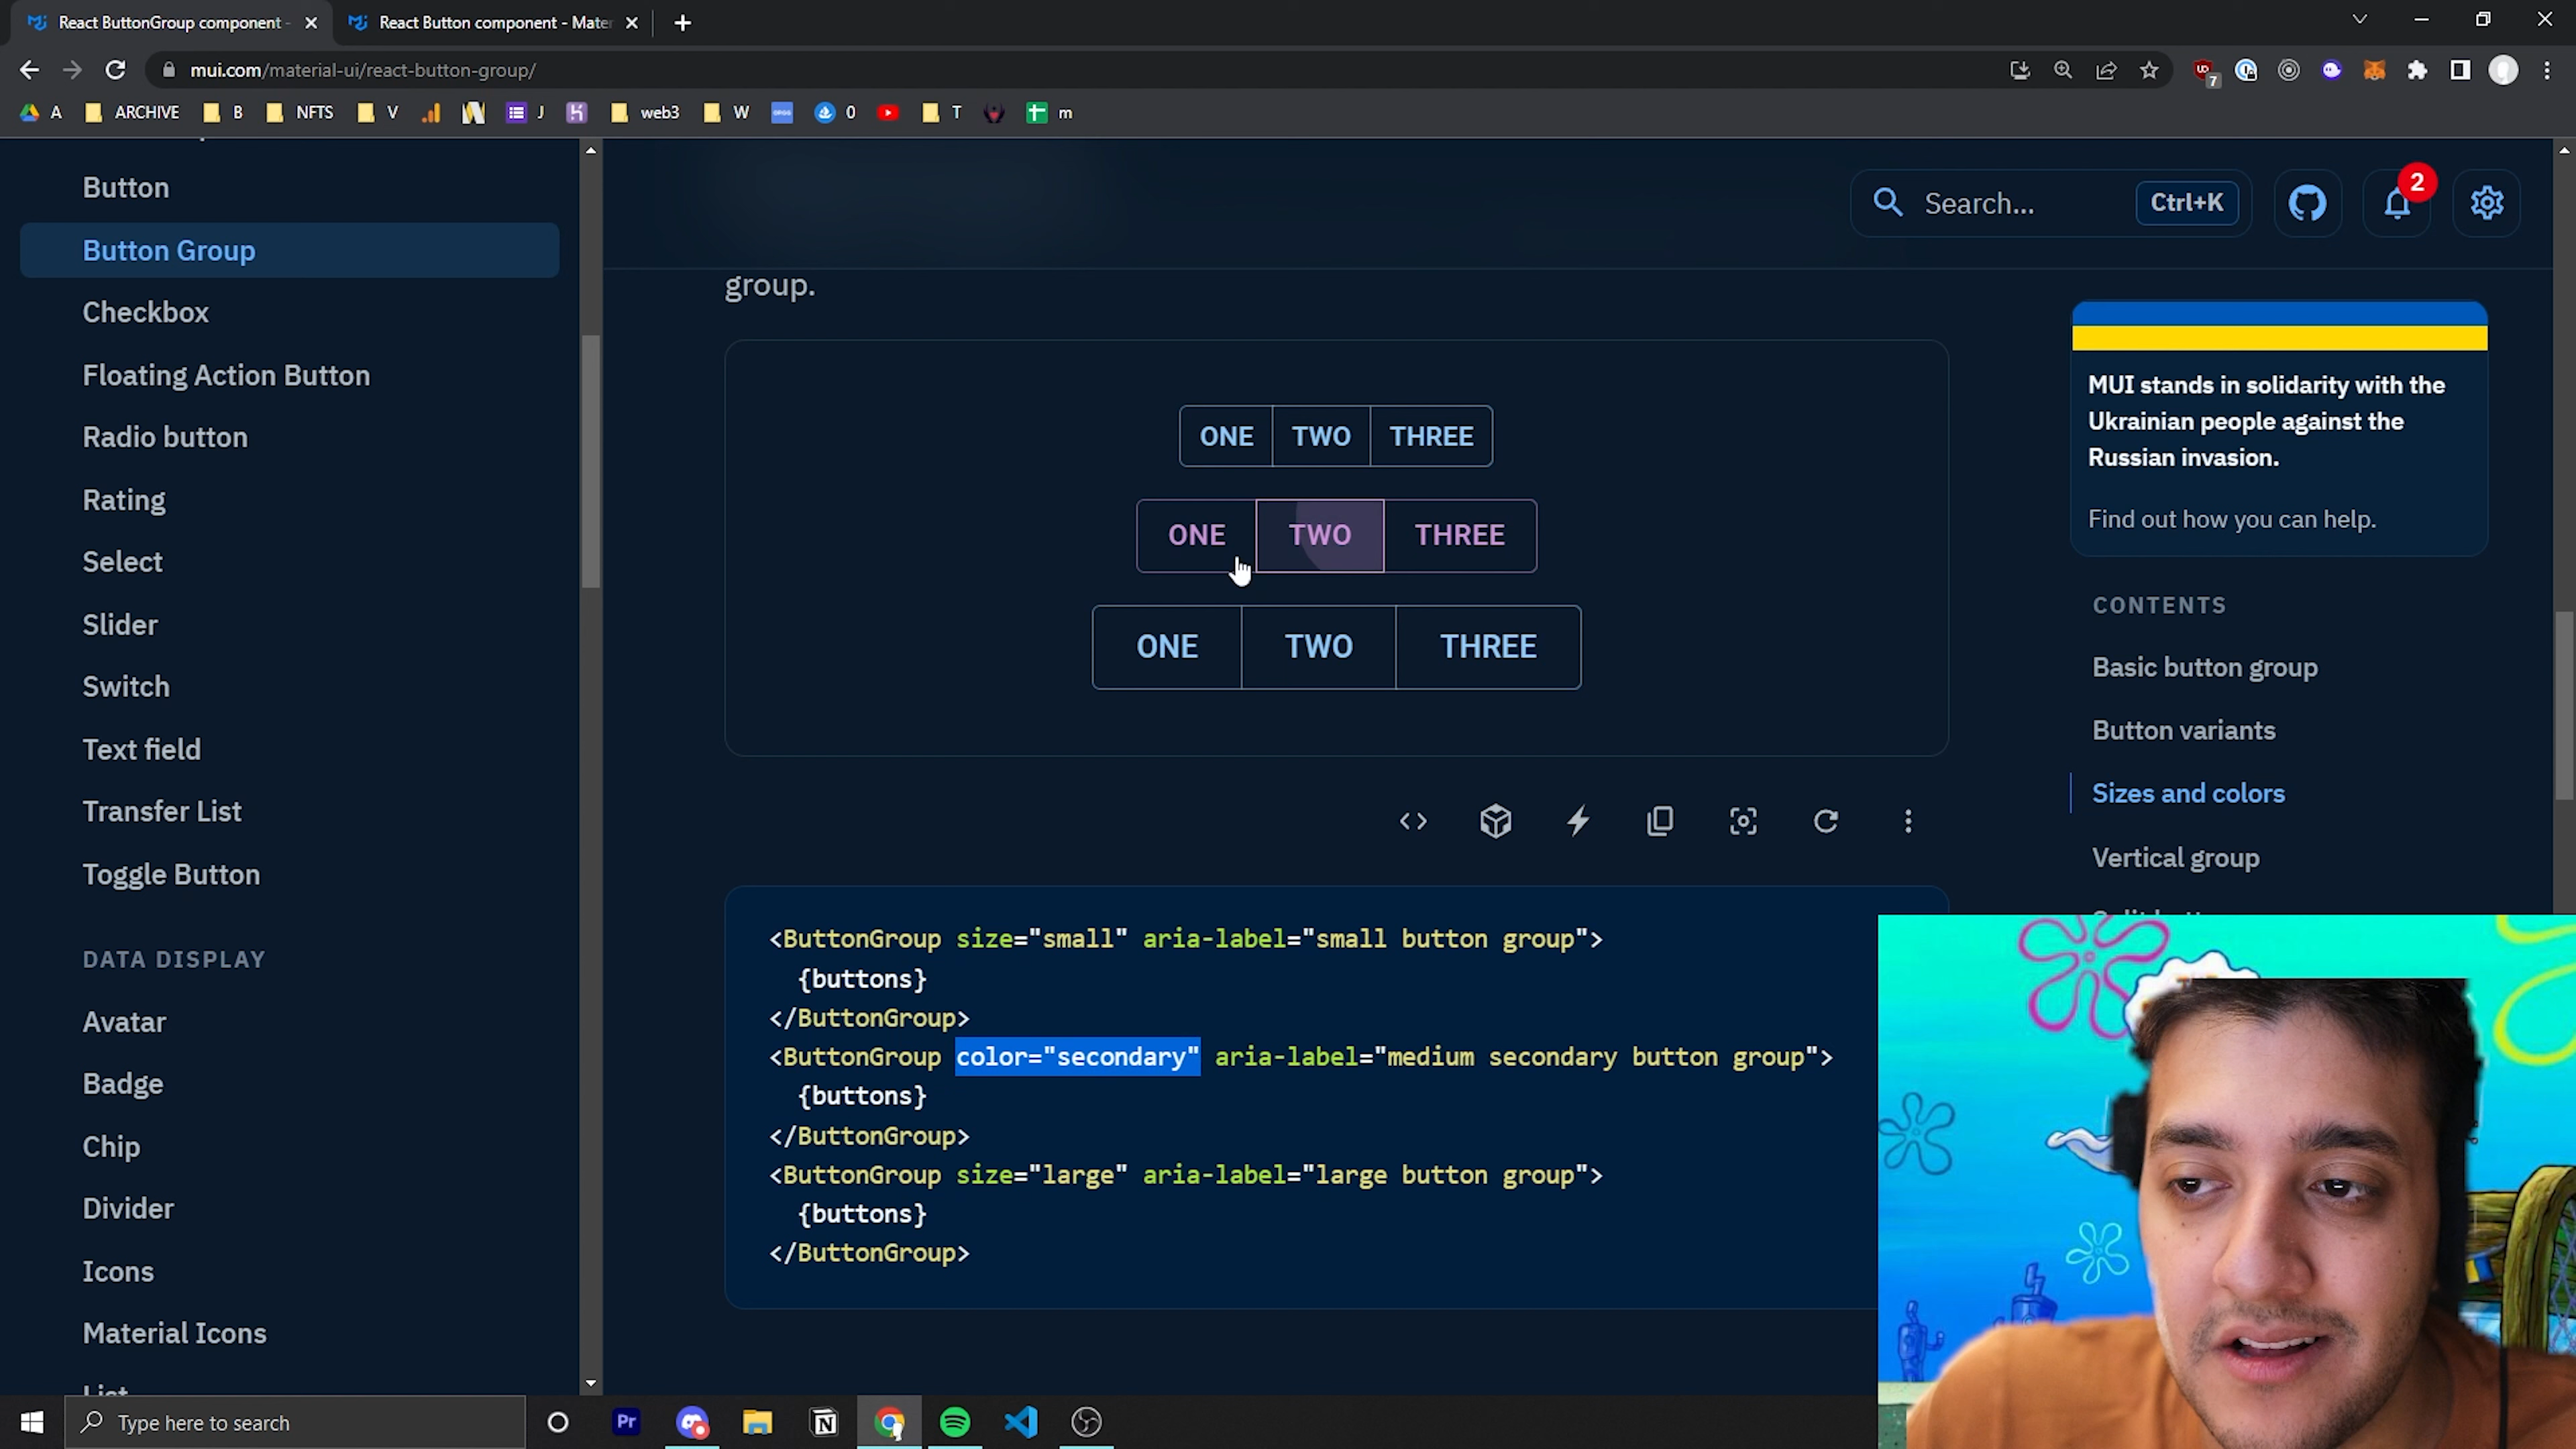 React ButtonGroup component -
React Button component - Mater
mui.com/material-ui/react-button-group/
7
A
ARCHIVE
B
NFTS
V
J
web3
W
0
T
m
Button
Button Group
Checkbox
Floating Action Button
Radio button
Rating
Select
Slider
Switch
Text field
Transfer List
Toggle Button
DATA DISPLAY
Avatar
Badge
Chip
Divider
Icons
Material Icons
List
Search...
Ctrl+K
2
group.
ONE TWO THREE
ONE TWO THREE
ONE TWO THREE
<ButtonGroup size="small" aria-label="small button group">
{buttons}
</ButtonGroup>
<ButtonGroup color="secondary" aria-label="medium secondary button group">
{buttons}
</ButtonGroup>
<ButtonGroup size="large" aria-label="large button group">
{buttons}
</ButtonGroup>
MUI stands in solidarity with the
Ukrainian people against the
Russian invasion.
Find out how you can help.
CONTENTS
Basic button group
Button variants
Sizes and colors
Vertical group
Type here to search
Pr